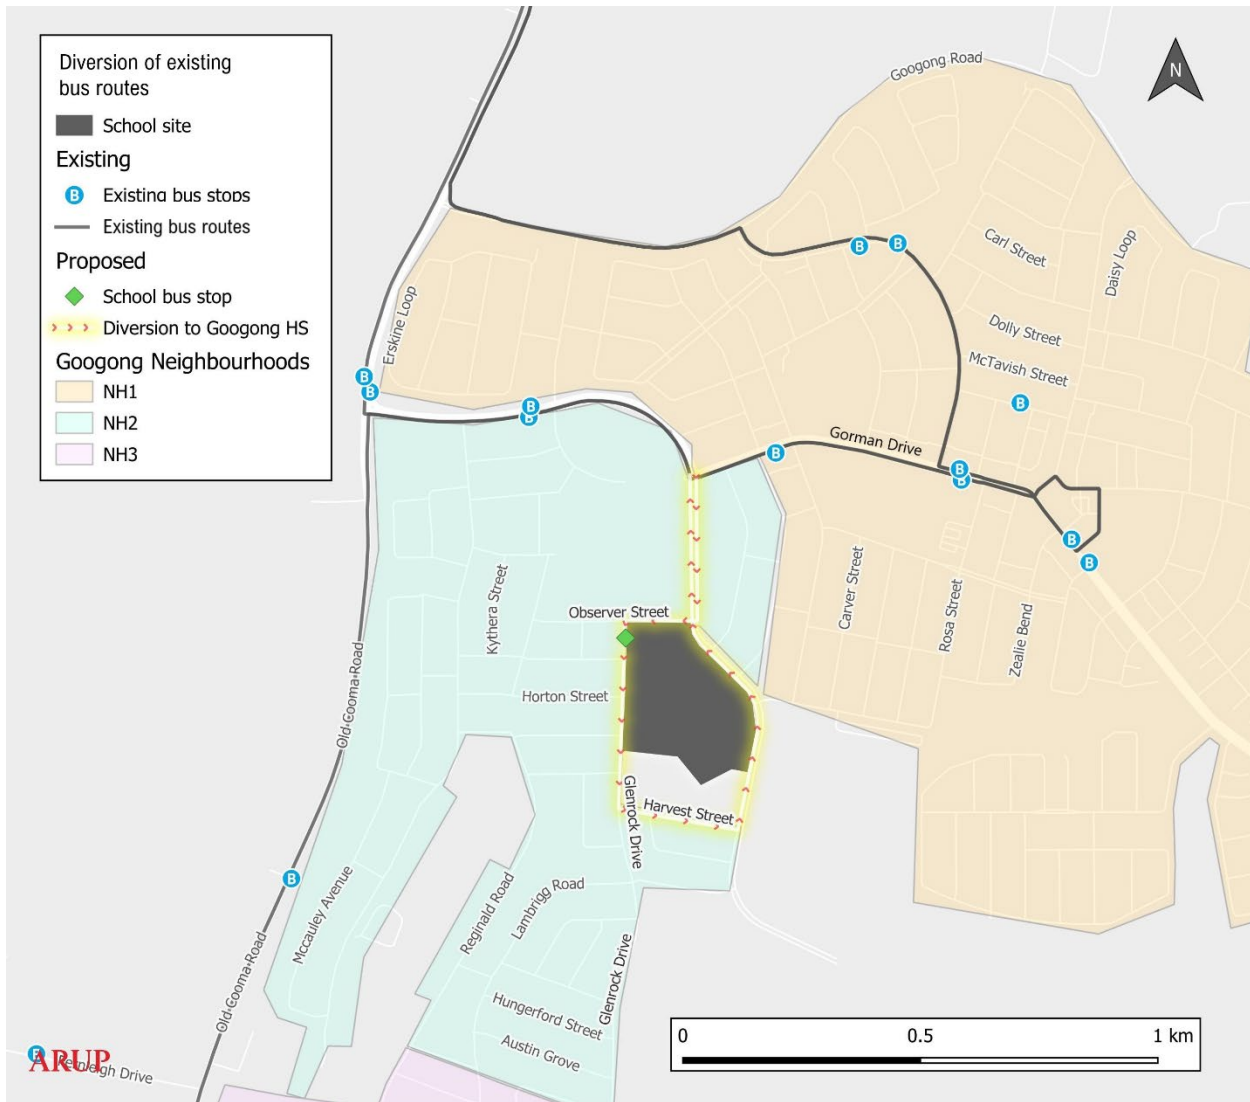 Diversion of existing
bus routes
School site
Existing
B Existing bus stops
Existing bus routes
Proposed
School bus stop
Diversion to Googong HS
Googong Neighbourhoods
NH1
NH2
NH3
N
Googong Road
Carl Street
Daisy Loop
Dolly Street
McTavish Street
Erskine Loop
B
B
B
B
B
B
B
B
B
Gorman Drive
B
B
B
B
Carver Street
Rosa Street
Zealie Bend
Kythera Street
Observer Street
Horton Street
Old Cooma Road
Glenrock Drive
Harvest Street
B
Mccauley Avenue
Reginald Road
Lambrigg Road
Glenrock Drive
Old Cooma Road
Hungerford Street
Austin Grove
ARUP
Drive
0 0.5 1 km